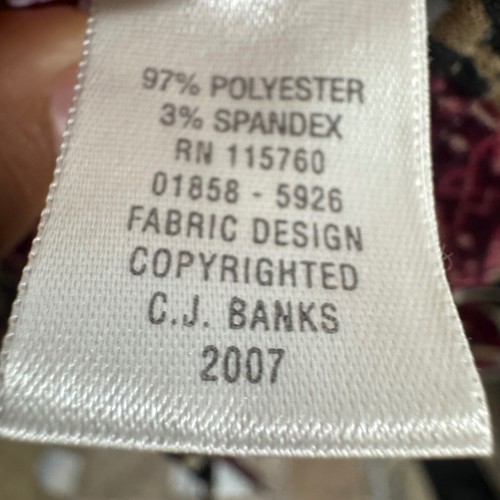 97% POLYESTER
3% SPANDEX
RN 115760
01858 - 5926
FABRIC DESIGN
COPYRIGHTED
C.J. BANKS
2007